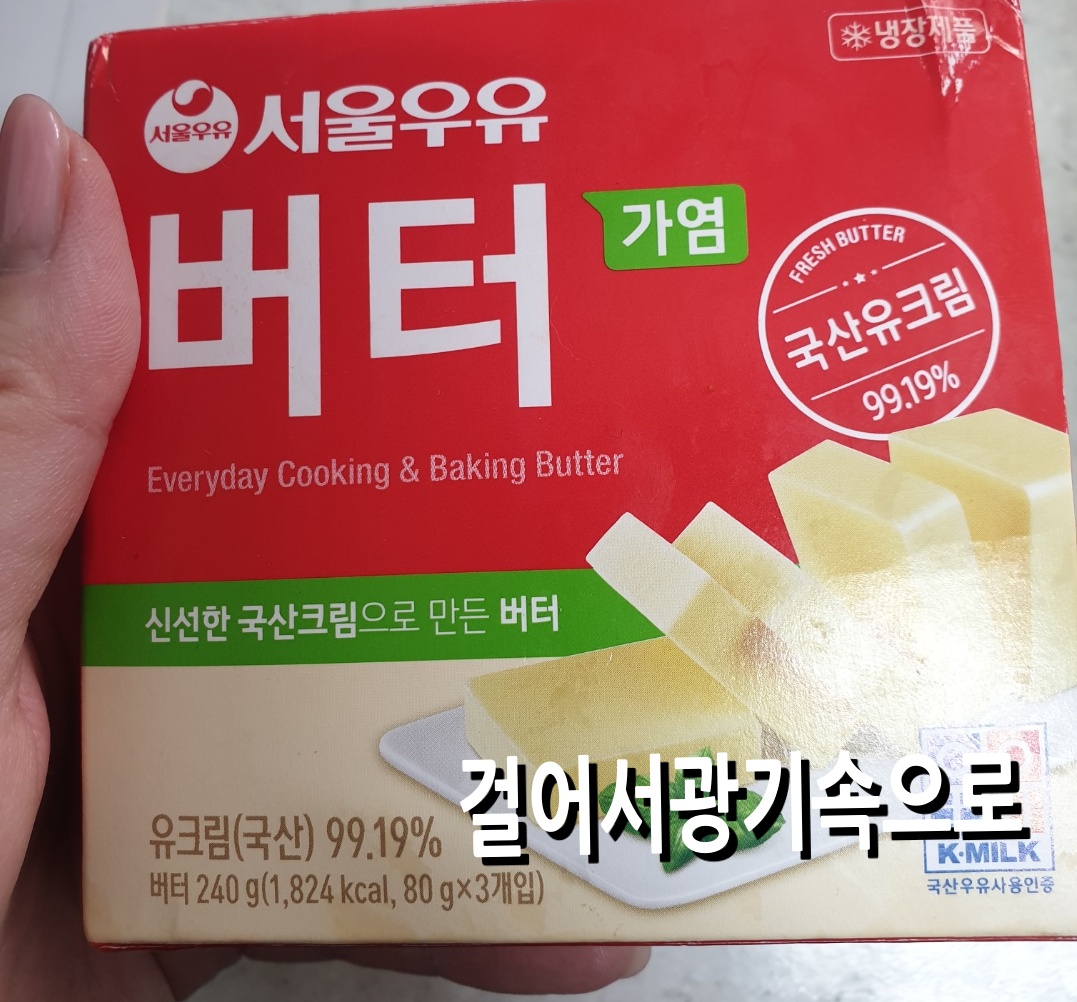 냉장제품
서울우유 서울우유
버터 가염
FRESH BUTTER
국산유크림
99.19%
Everyday Cooking & Baking Butter
신선한 국산크림으로 만든 버터
걸어서광기속으로
유크림(국산) 99.19%
버터 240 g(1,824 kcal, 80 g×3개입)
K·MILK
국산우유사용인증